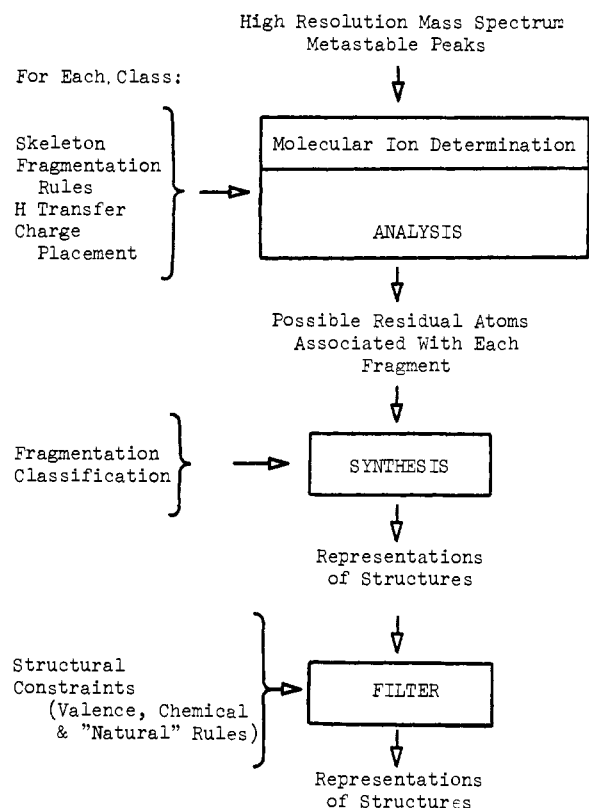 High Resolution Mass Spectrum
Metastable Peaks
For Each, Class:
Skeleton
Fragmentation
Rules
H Transfer
Charge
Placement
Molecular Ion Determination
ANALYSIS
Possible Residual Atoms
Associated With Each
Fragment
Fragmentation
Classification
SYNTHESIS
Representations
of Structures
Structural
Constraints
(Valence, Chemical
& "Natural" Rules)
FILTER
Representations
of Structures